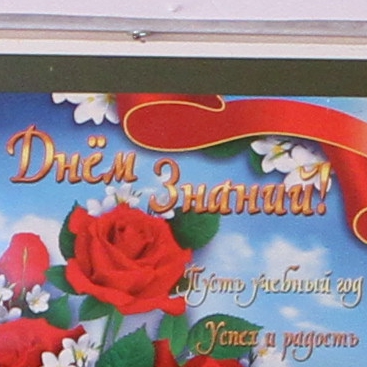 Днём
Знаний!
Пусть учебный год
Успех и радость